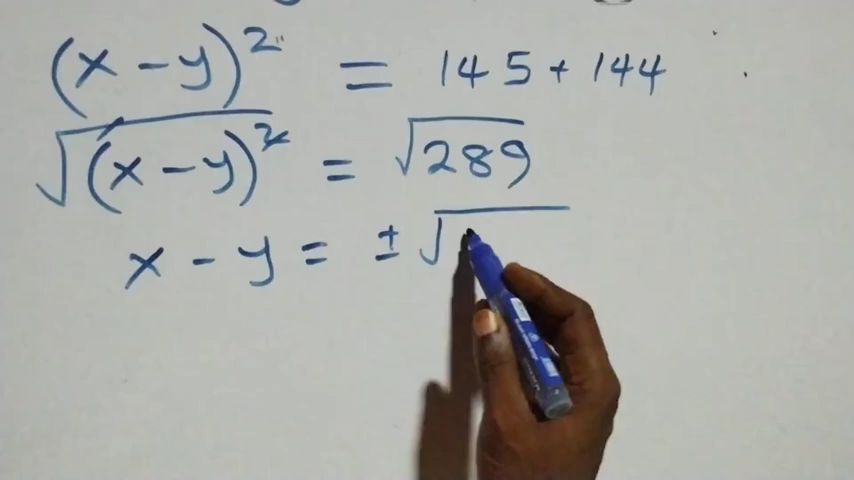 (x - y)² = 145 + 144
√(x - y)² = √289
x - y = ± √